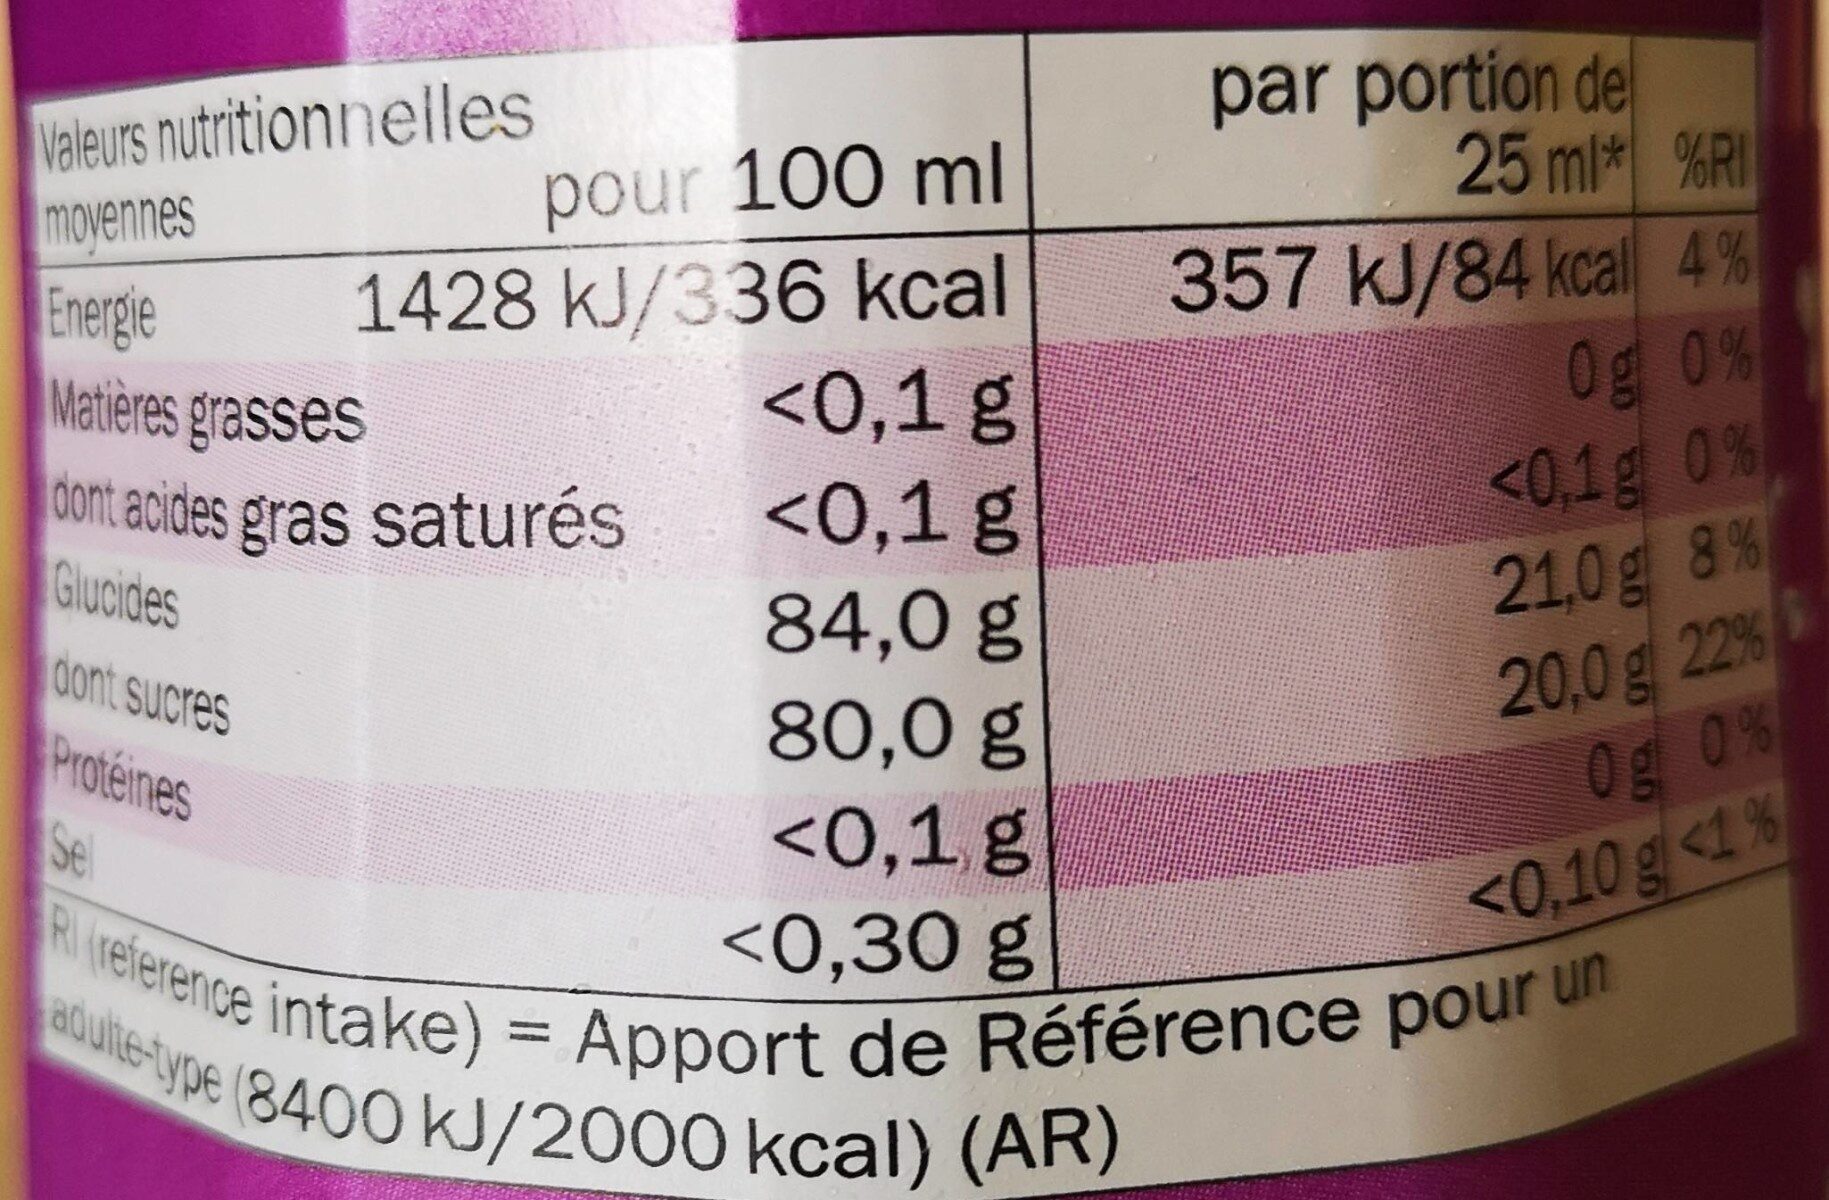 Valeurs nutritionnelles moyennes pour 100 ml par portion de 25 ml* %RI
Energie 1428 kJ/336 kcal 357 kJ/84 kcal 4 %
Matières grasses <0,1 g 0 g 0 %
dont acides gras saturés <0,1 g <0,1 g 0 %
Glucides 84,0 g 21,0 g 8 %
dont sucres 80,0 g 20,0 g 22%
Protéines <0,1 g 0 g 0 %
Sel <0,30 g <0,10 g <1 %
RI (reference intake) = Apport de Référence pour un
adulte-type (8400 kJ/2000 kcal) (AR)